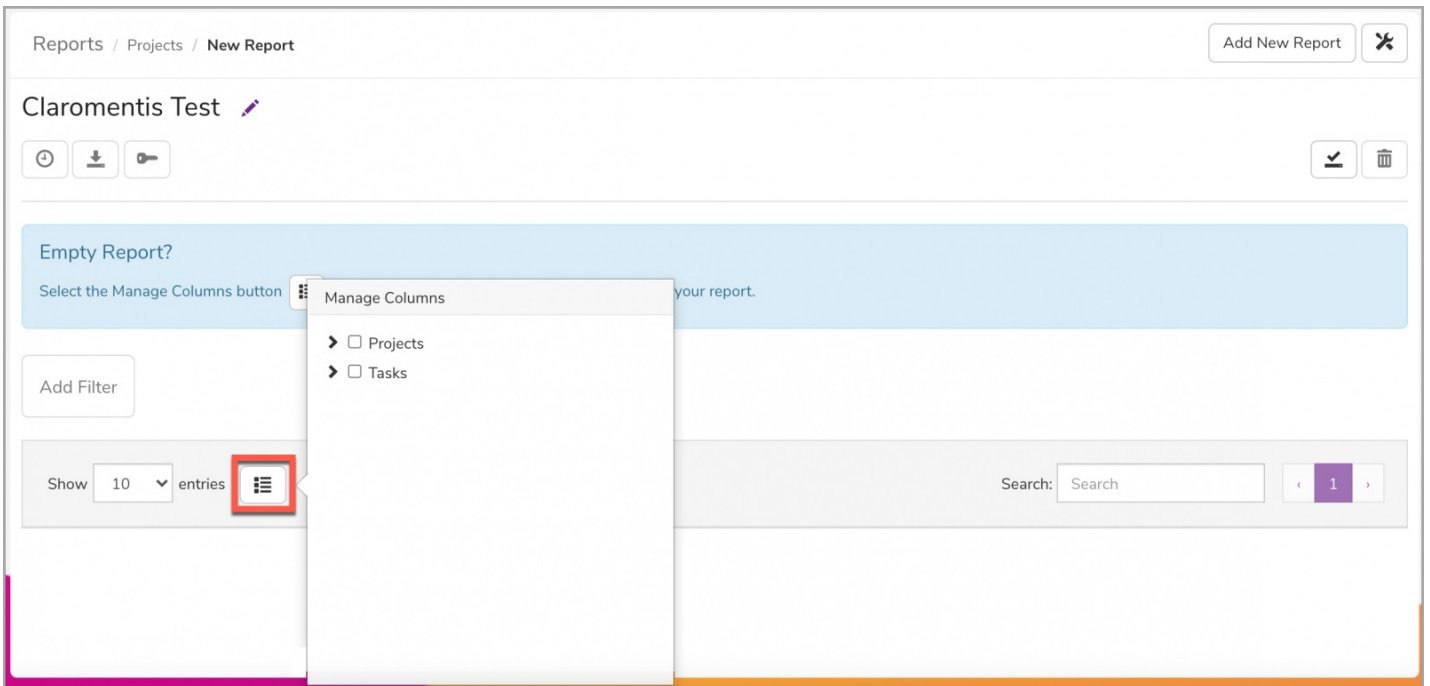 Reports / Projects / New Report
Add New Report
Claromentis Test
Empty Report?
Select the Manage Columns button
your report.
Manage Columns
Projects
Tasks
Add Filter
Show 10 entries
Search: Search
‹ 1 ›